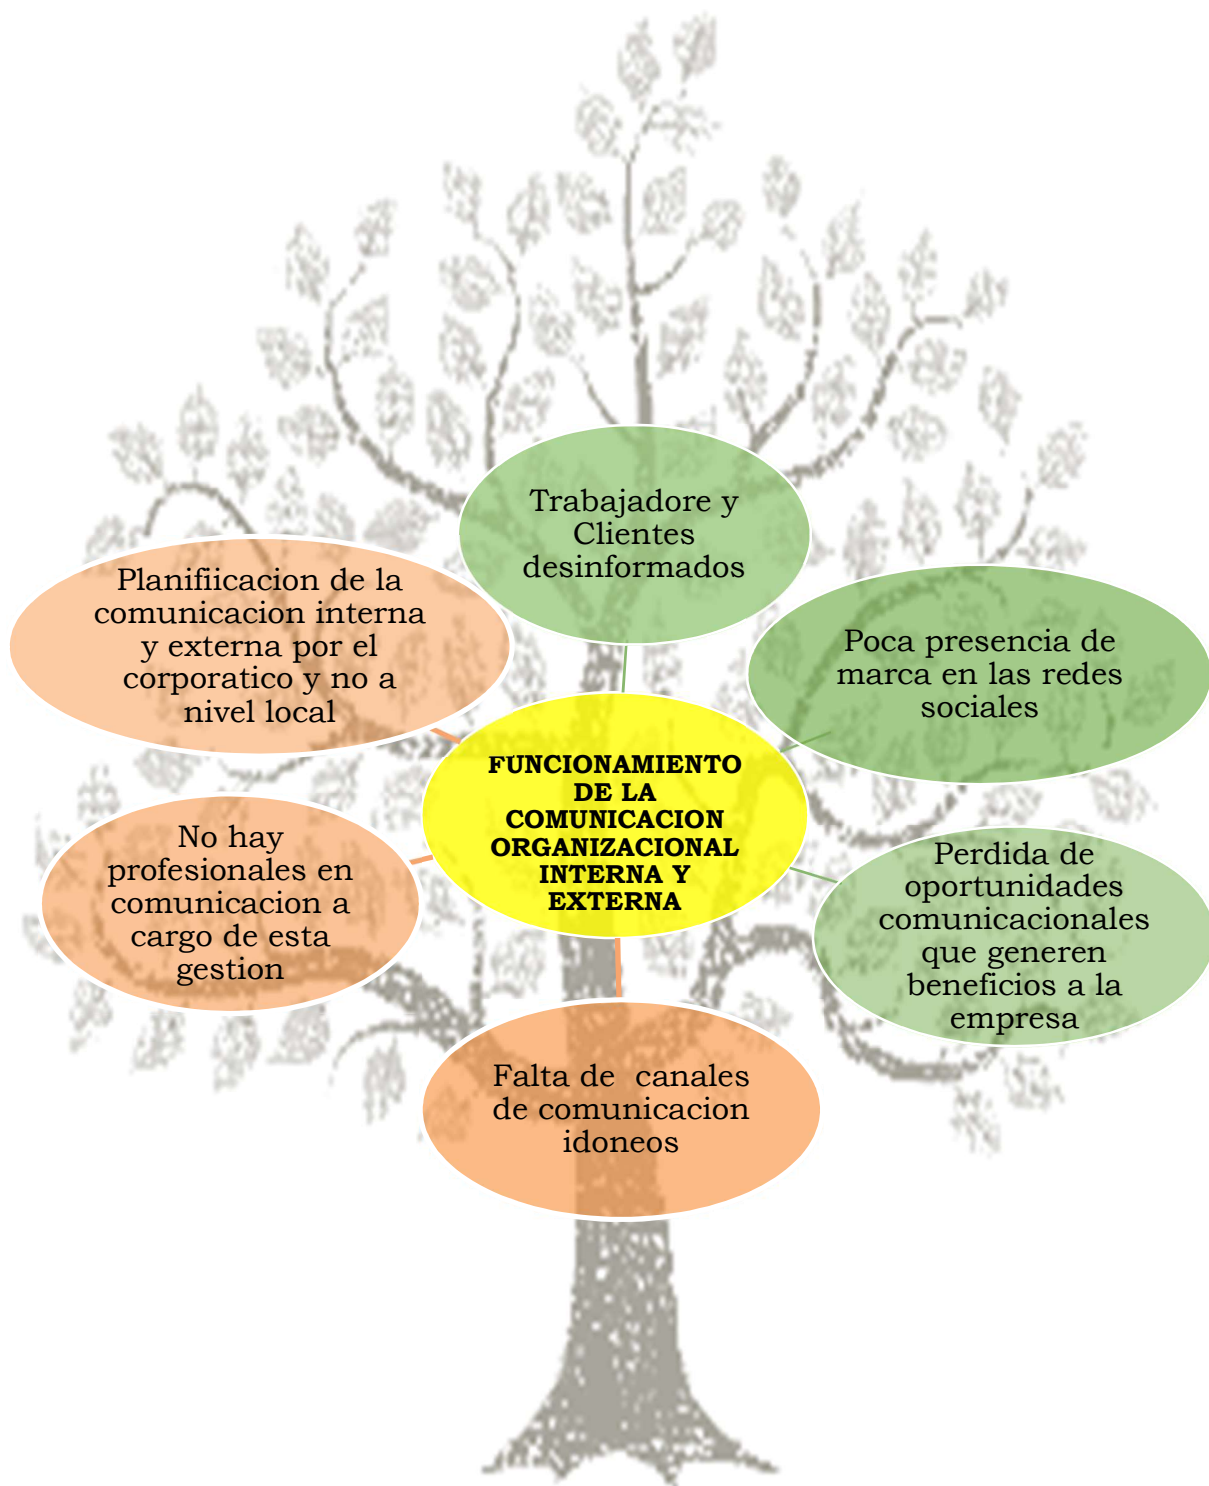 Trabajadore y
Clientes
desinformados
Planifiicacion de la
comunicacion interna
y externa por el
corporatico y no a
nivel local
Poca presencia de
marca en las redes
sociales
FUNCIONAMIENTO
DE LA
COMUNICACION
ORGANIZACIONAL
INTERNA Y
EXTERNA
No hay
profesionales en
comunicacion a
cargo de esta
gestion
Perdida de
oportunidades
comunicacionales
que generen
beneficios a la
empresa
Falta de  canales
de comunicacion
idoneos